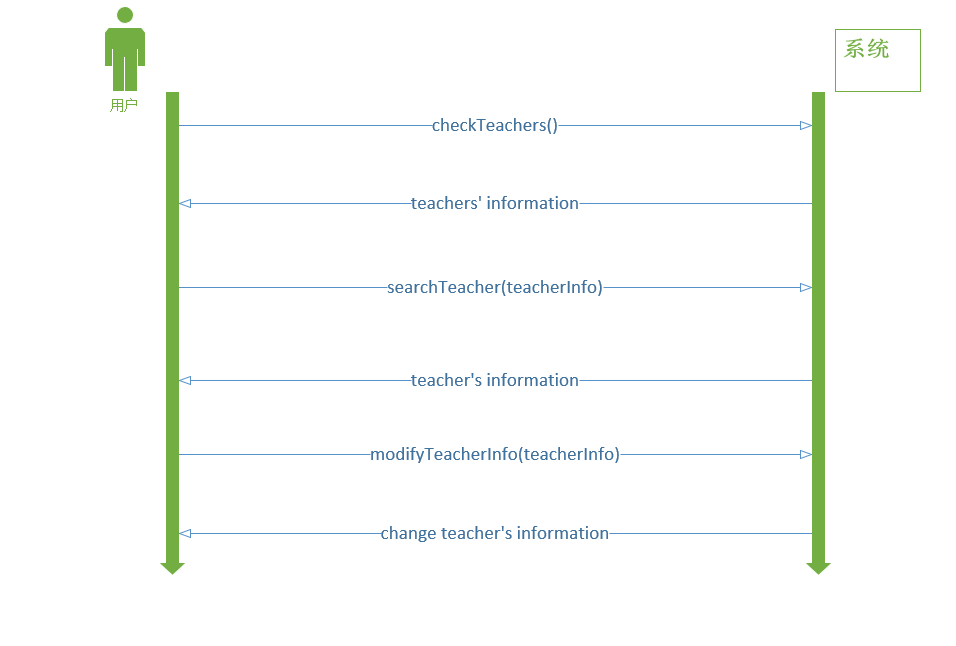 系统
用户
checkTeachers()
teachers' information
searchTeacher(teacherInfo)
teacher's information
modifyTeacherInfo(teacherInfo)
change teacher's information